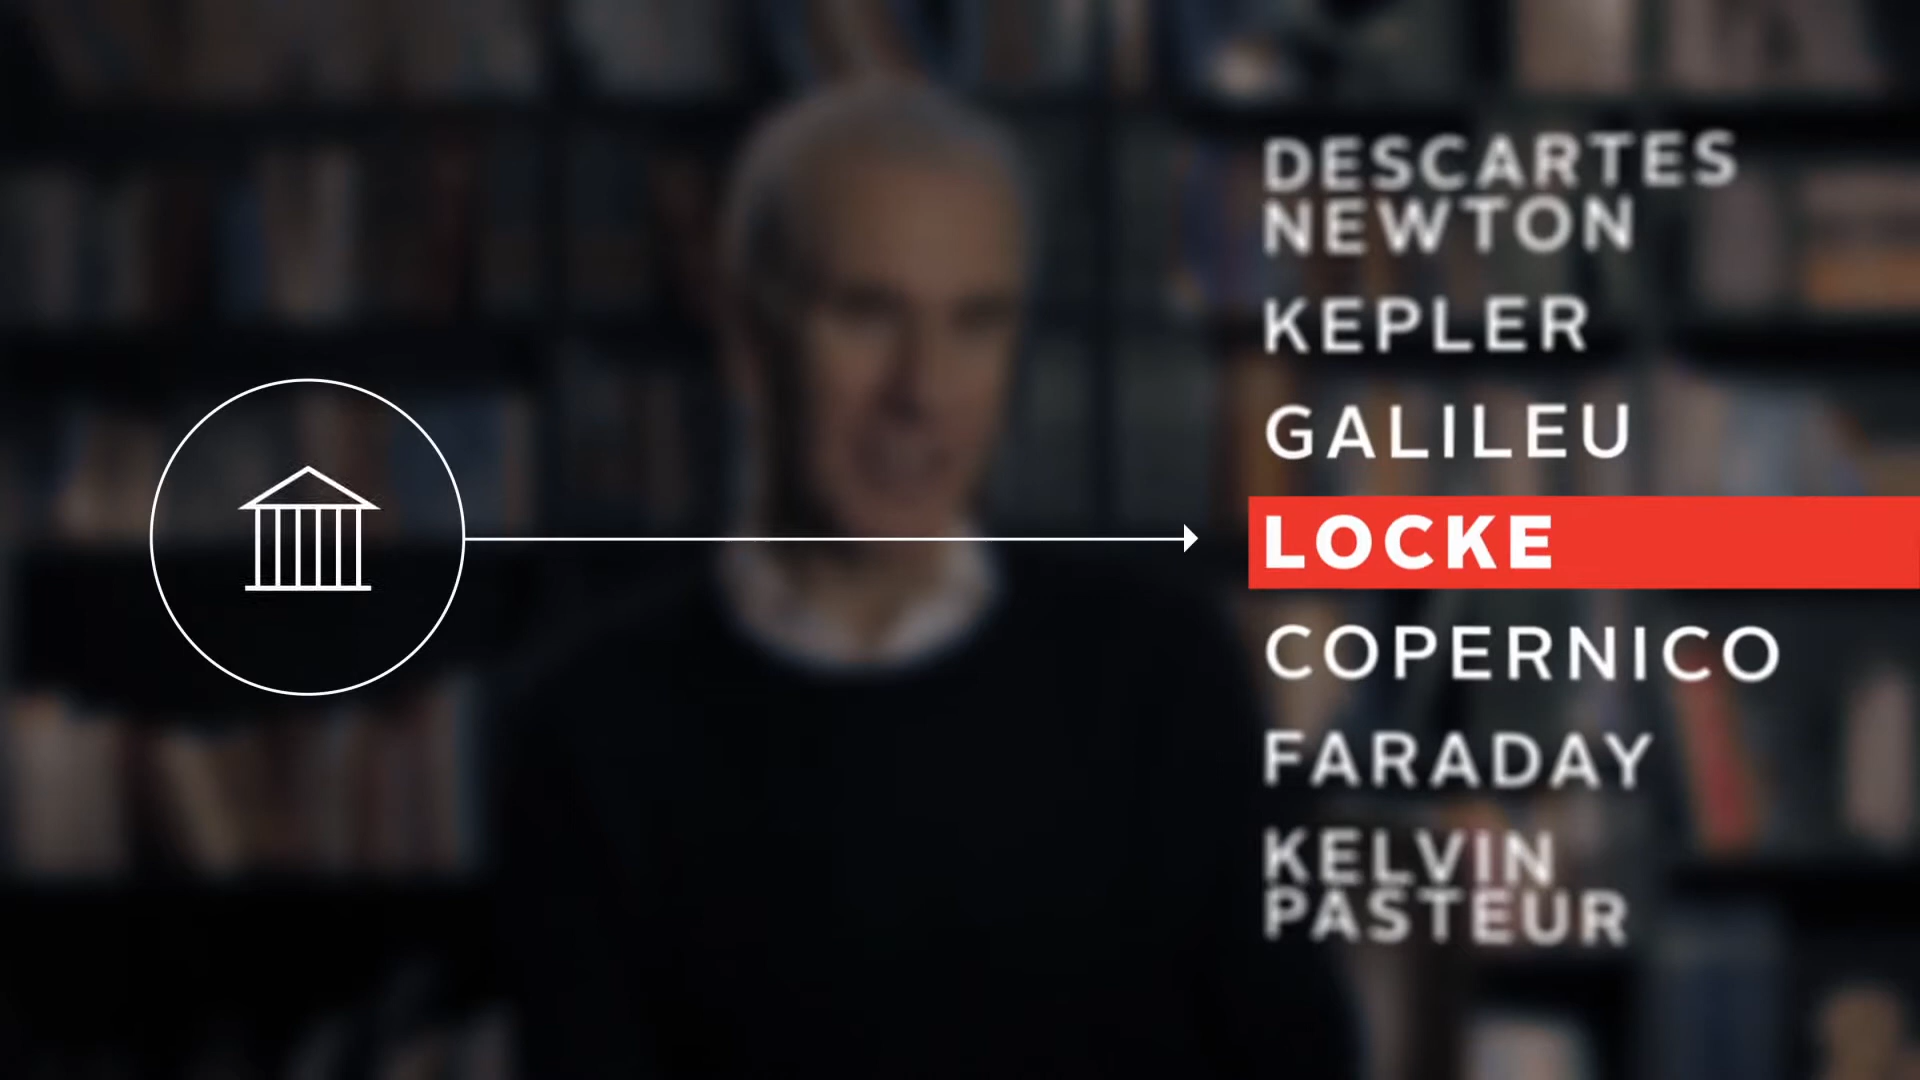 DESCARTES
NEWTON
KEPLER
GALILEU
LOCKE
COPERNICO
FARADAY
KELVIN
PASTEUR